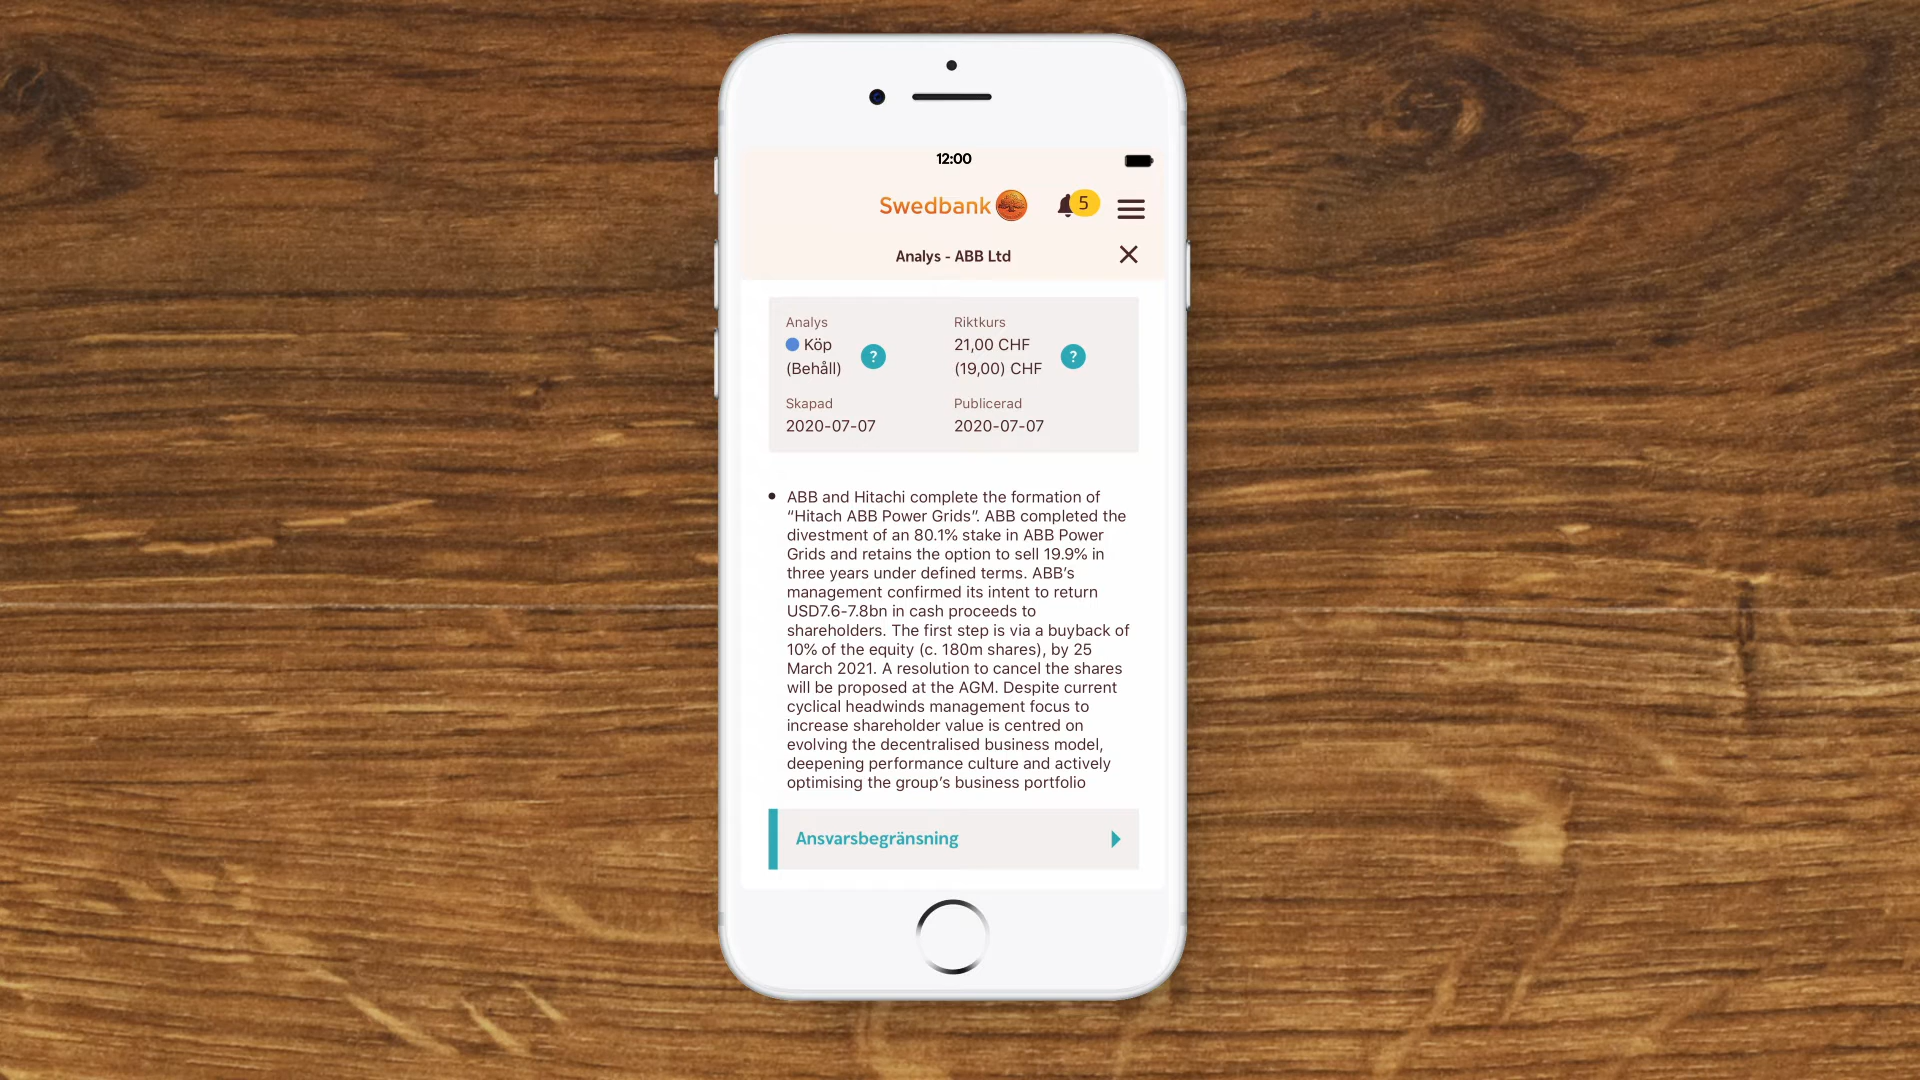 12:00
Swedbank
5
Analys - ABB Ltd
Analys
Köp
(Behåll)
?
Riktkurs
21,00 CHF
(19,00) CHF
?
Skapad
2020-07-07
Publicerad
2020-07-07
ABB and Hitachi complete the formation of
“Hitach ABB Power Grids”. ABB completed the
divestment of an 80.1% stake in ABB Power
Grids and retains the option to sell 19.9% in
three years under defined terms. ABB’s
management confirmed its intent to return
USD7.6-7.8bn in cash proceeds to
shareholders. The first step is via a buyback of
10% of the equity (c. 180m shares), by 25
March 2021. A resolution to cancel the shares
will be proposed at the AGM. Despite current
cyclical headwinds management focus to
increase shareholder value is centred on
evolving the decentralised business model,
deepening performance culture and actively
optimising the group’s business portfolio
Ansvarsbegränsning